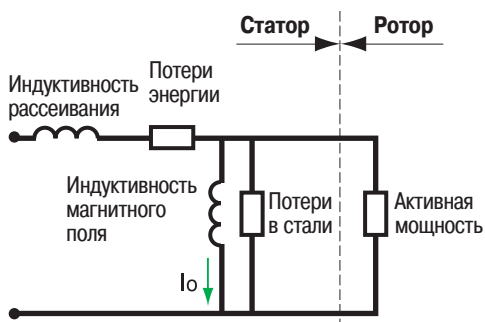 Статор
Ротор
Индуктивность
рассеивания
Потери
энергии
Индуктивность
магнитного
поля
Потери
в стали
Активная
мощность
Io